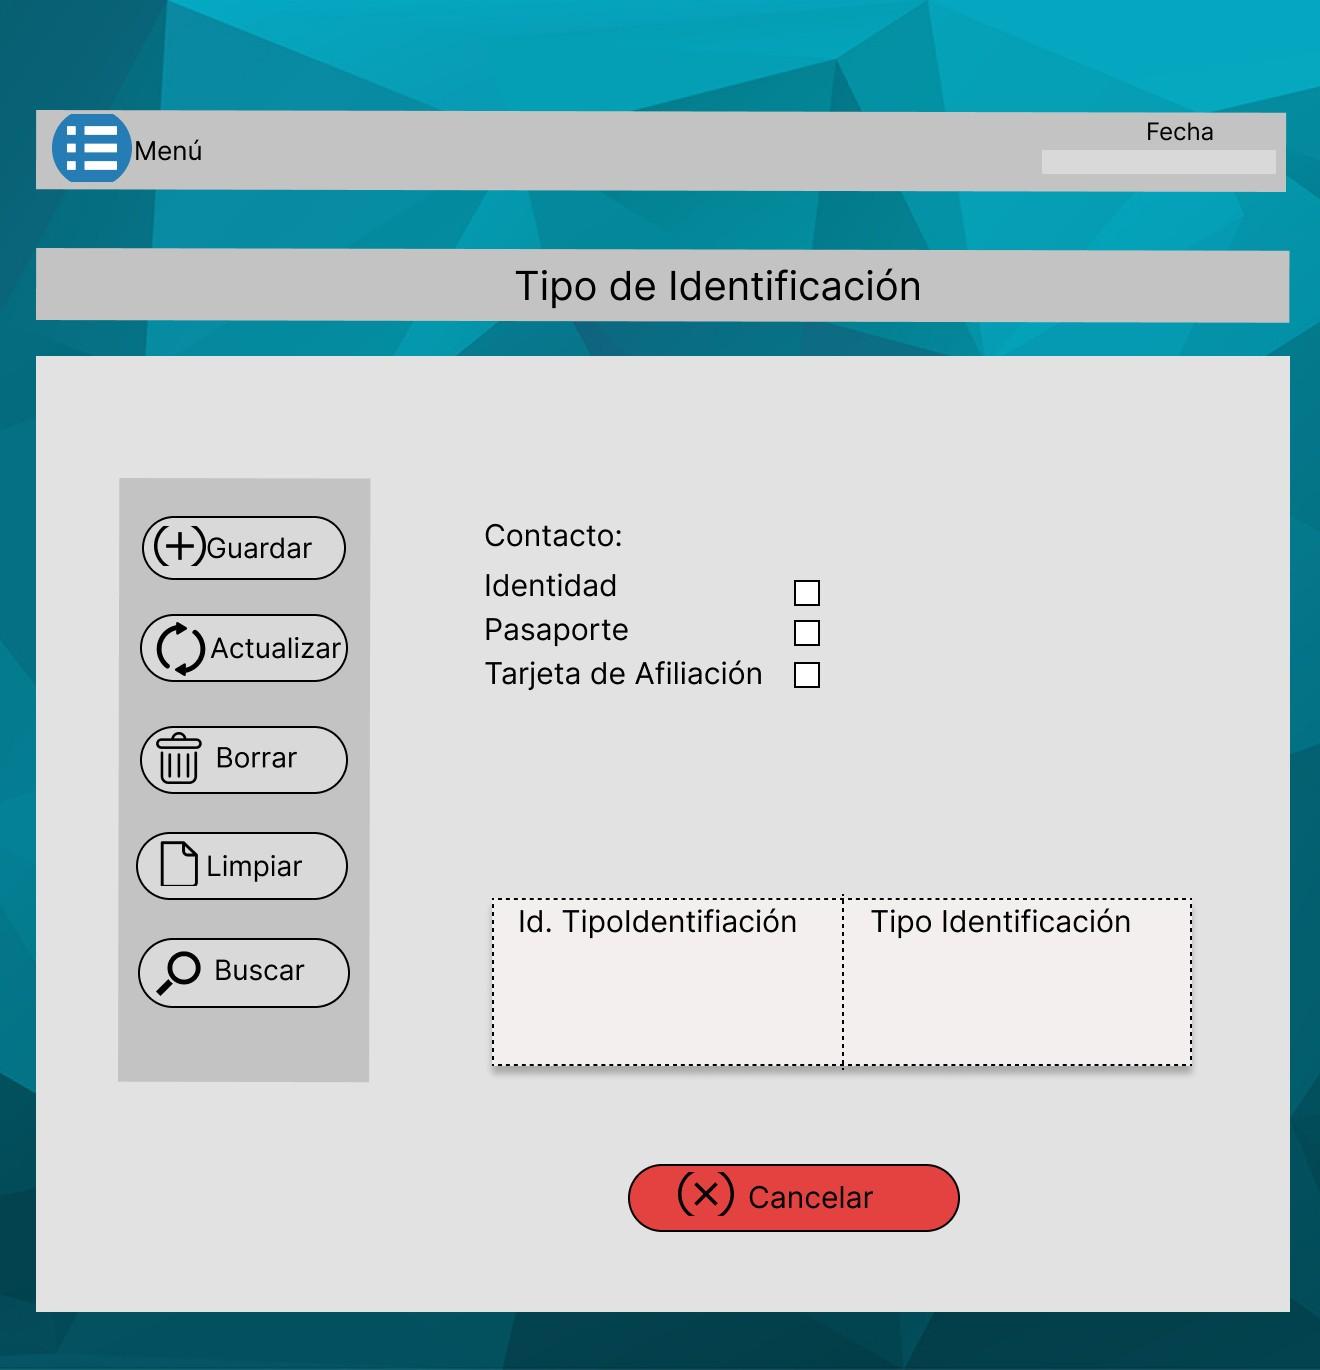 Menú
Fecha
Tipo de Identificación
Guardar
Actualizar
Borrar
Limpiar
Buscar
Contacto:
Identidad
Pasaporte
Tarjeta de Afiliación
Id. TipoIdentifiación
Tipo Identificación
Cancelar